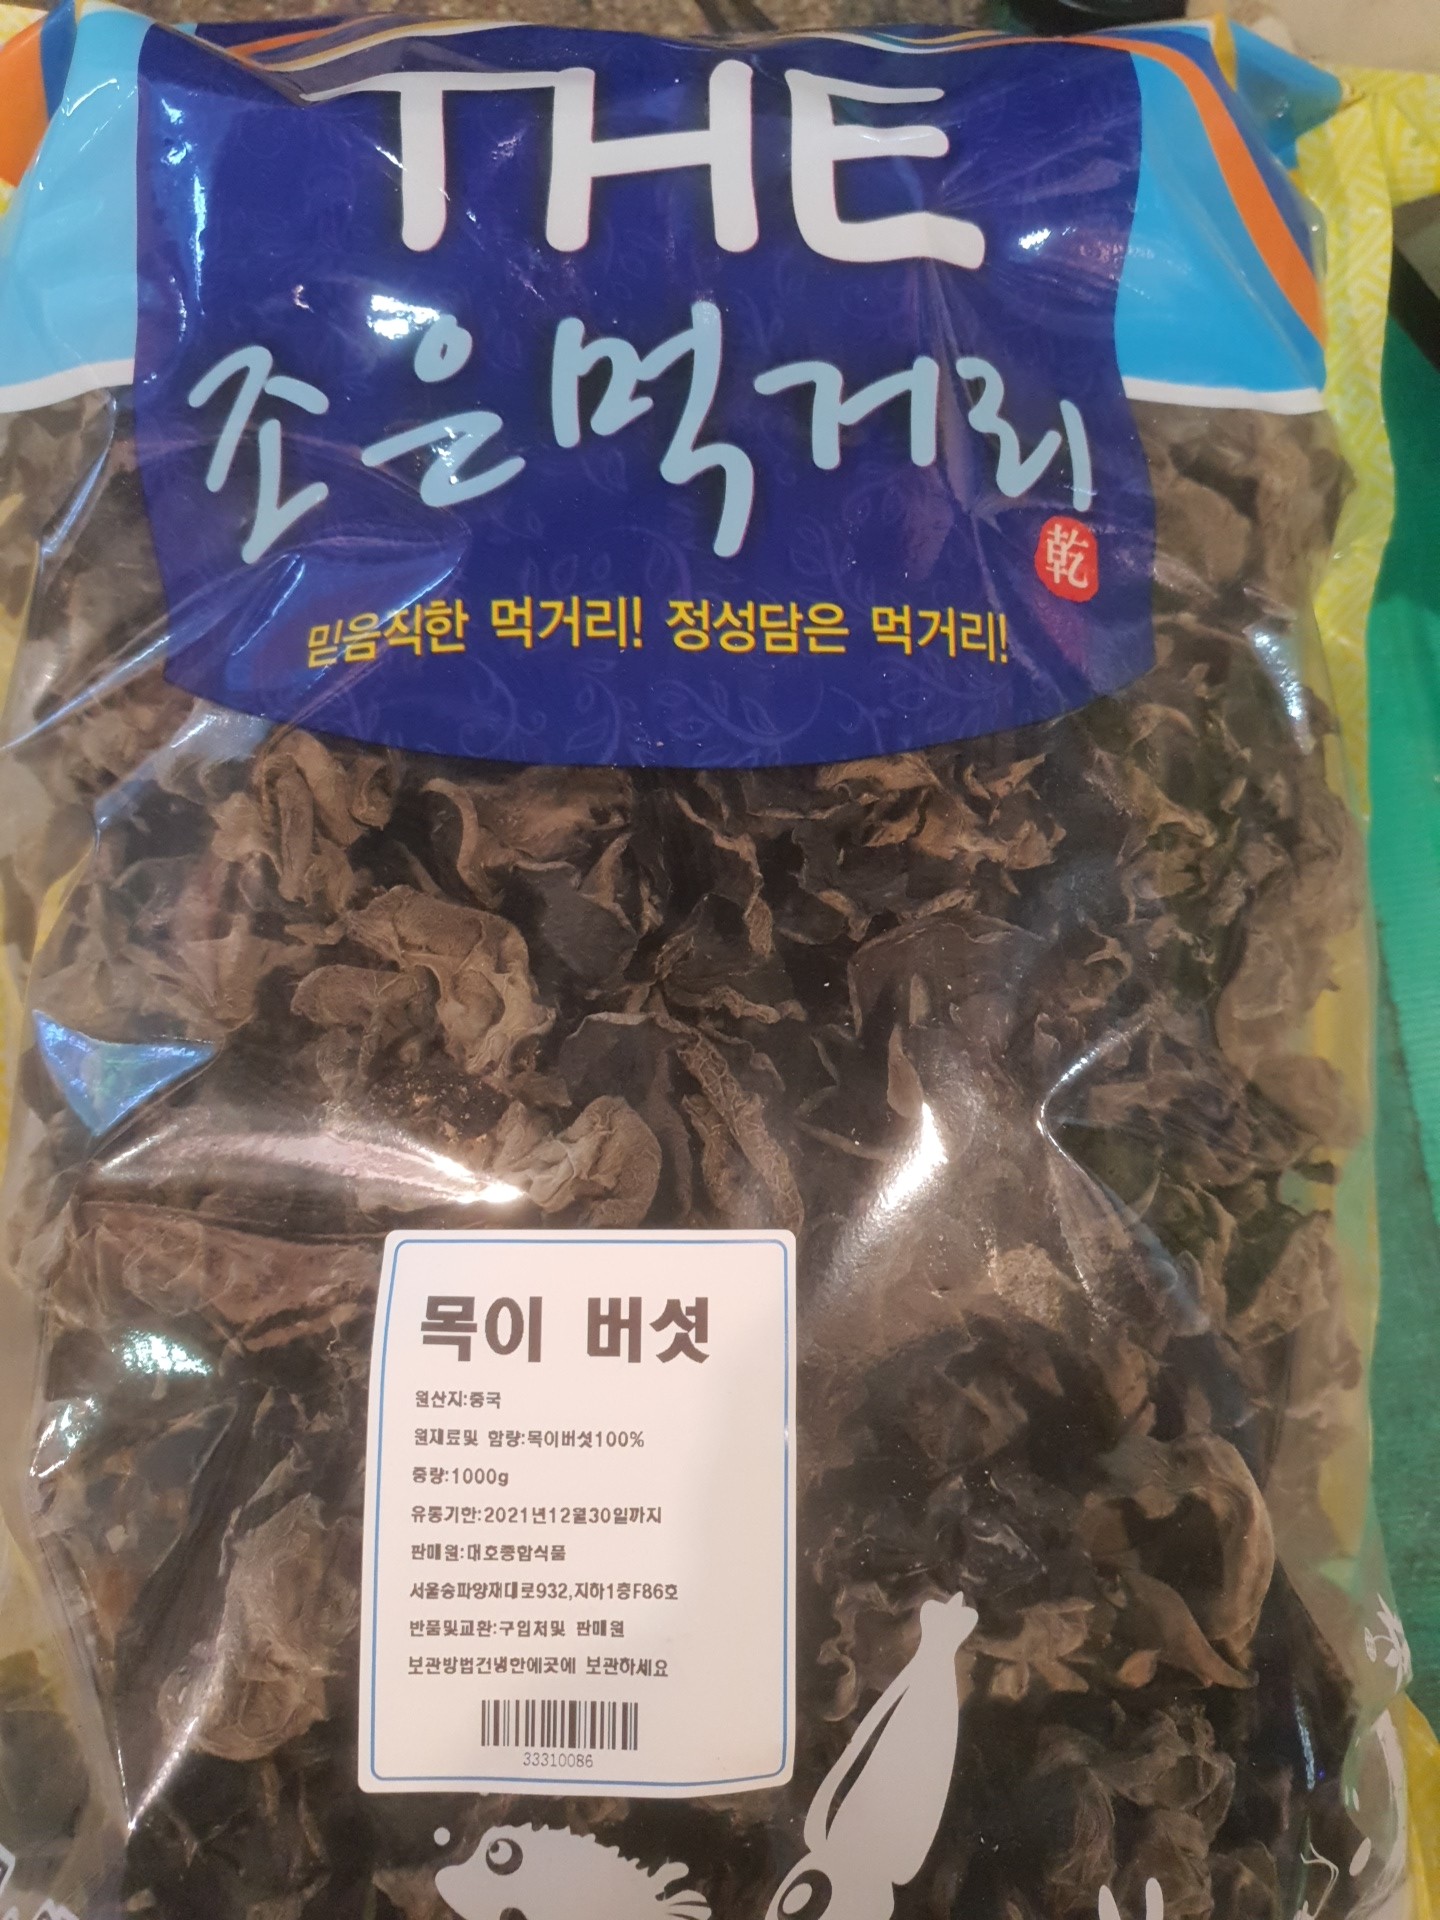 THE
조은먹거리
乾
믿음직한 먹거리! 정성담은 먹거리!
목이 버섯
원산지:중국
원재료및 함량:목이버섯100%
중량:1000g
유통기한:2021년12월30일까지
판매원:대호종합식품
서울송파양재대로932,지하1층F86호
반품및교환:구입처및 판매원
보관방법건냉한에곳에 보관하세요
33310086